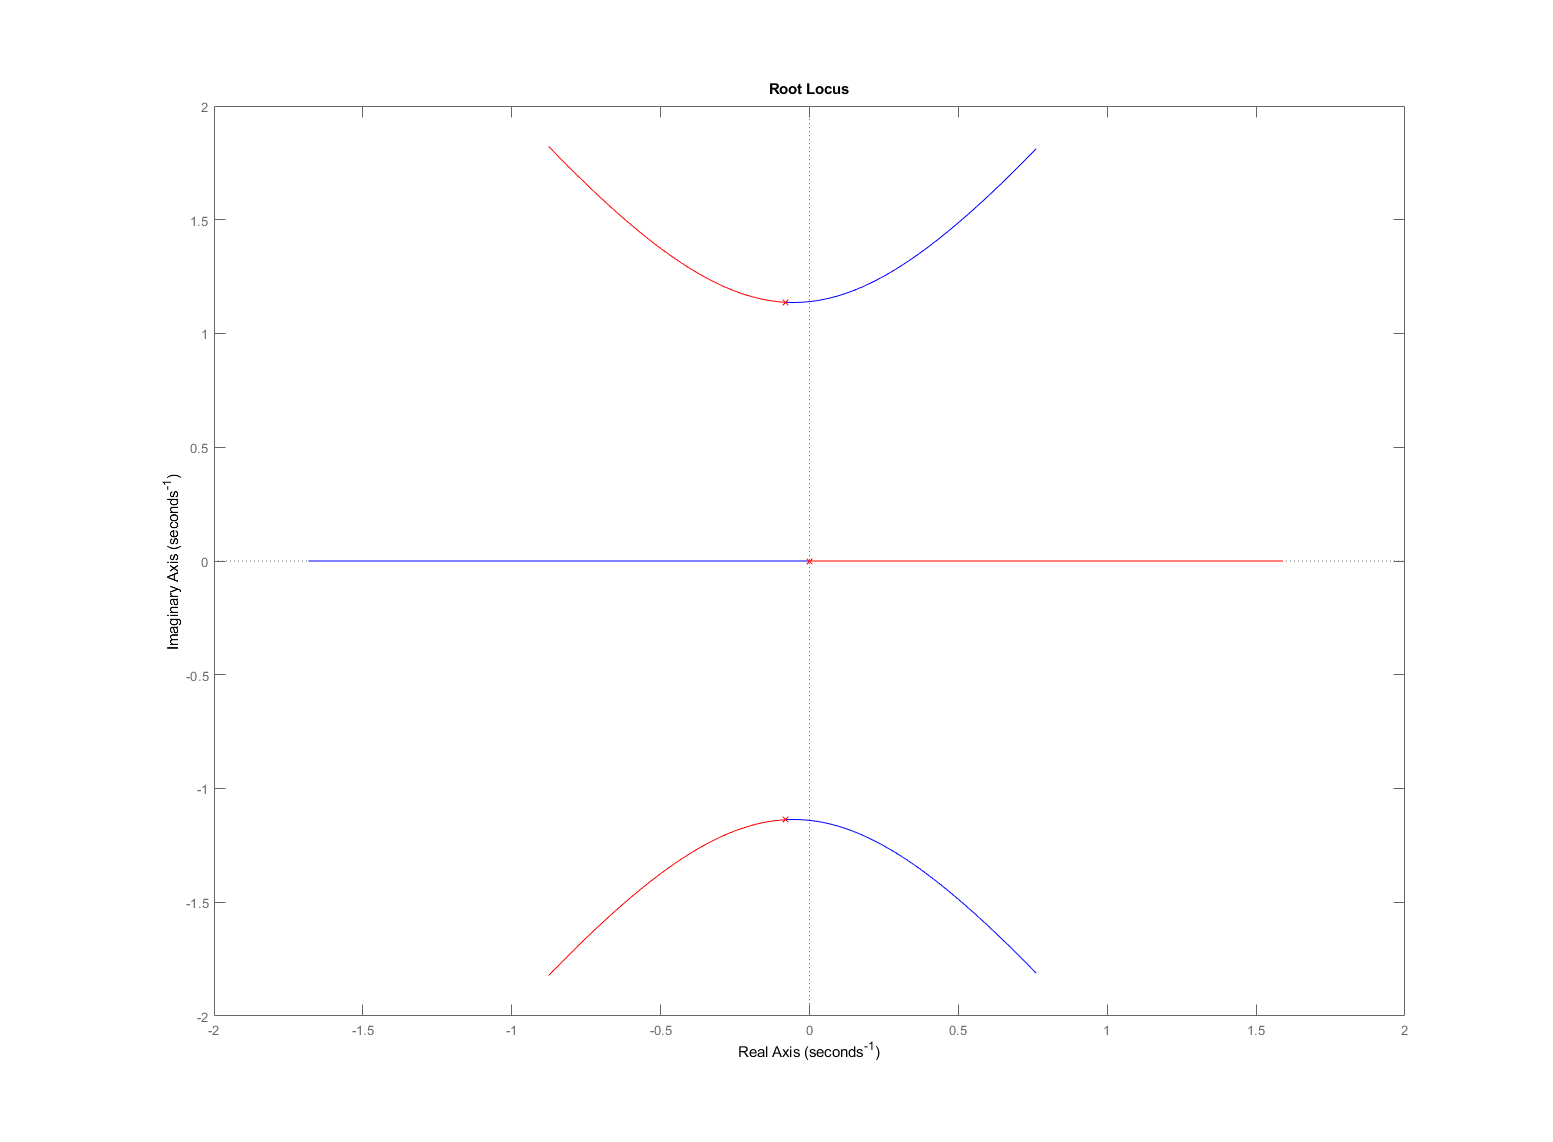 Root Locus
2
1.5
1
0.5
0
-0.5
-1
-1.5
-2
Imaginary Axis (seconds⁻¹)
-2 -1.5 -1 -0.5 0 0.5 1 1.5 2
Real Axis (seconds⁻¹)